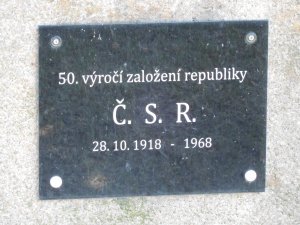 50. výročí založení republiky
Č. S. R.
28. 10. 1918 - 1968